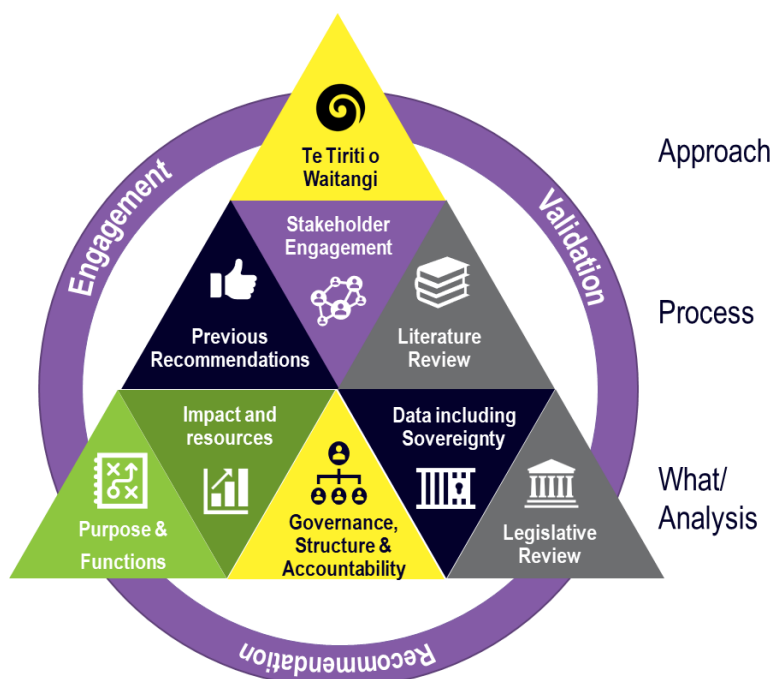 Te Tiriti o
Waitangi
Approach
Engagement
Validation
Stakeholder
Engagement
Previous
Recommendations
Literature
Review
Process
Impact and
resources
Data including
Sovereignty
Purpose &
Functions
Governance,
Structure &
Accountability
Legislative
Review
What/
Analysis
Recommendation